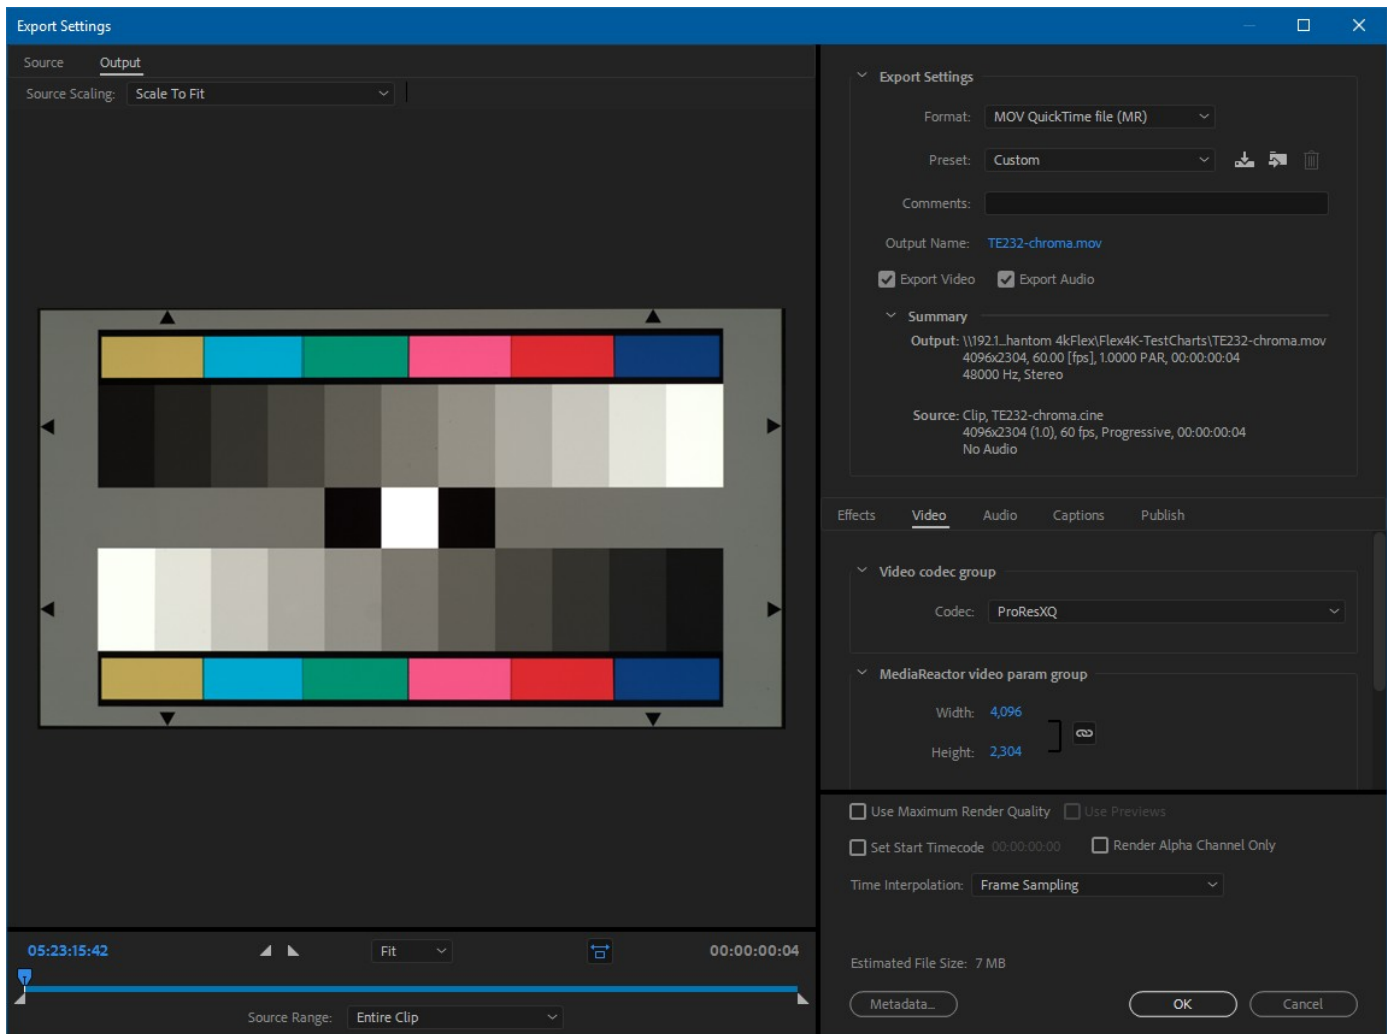 Export Settings
Source Output
Source Scaling: Scale To Fit
Export Settings
Format: MOV QuickTime file (MR)
Preset: Custom
Comments:
Output Name: TE232-chroma.mov
Export Video Export Audio
Summary
Output: \\192.1...hantom 4kFlex\Flex4K-TestCharts\TE232-chroma.mov
4096x2304, 60.00 [fps], 1.0000 PAR, 00:00:00:04
48000 Hz, Stereo
Source: Clip, TE232-chroma.cine
4096x2304 (1.0), 60 fps, Progressive, 00:00:00:04
No Audio
Effects Video Audio Captions Publish
Video codec group
Codec: ProResXQ
MediaReactor video param group
Width: 4,096
Height: 2,304
Use Maximum Render Quality Use Previews
Set Start Timecode 00:00:00:00 Render Alpha Channel Only
Time Interpolation: Frame Sampling
05:23:15:42 Fit 00:00:00:04
Source Range: Entire Clip
Estimated File Size: 7 MB
Metadata... OK Cancel